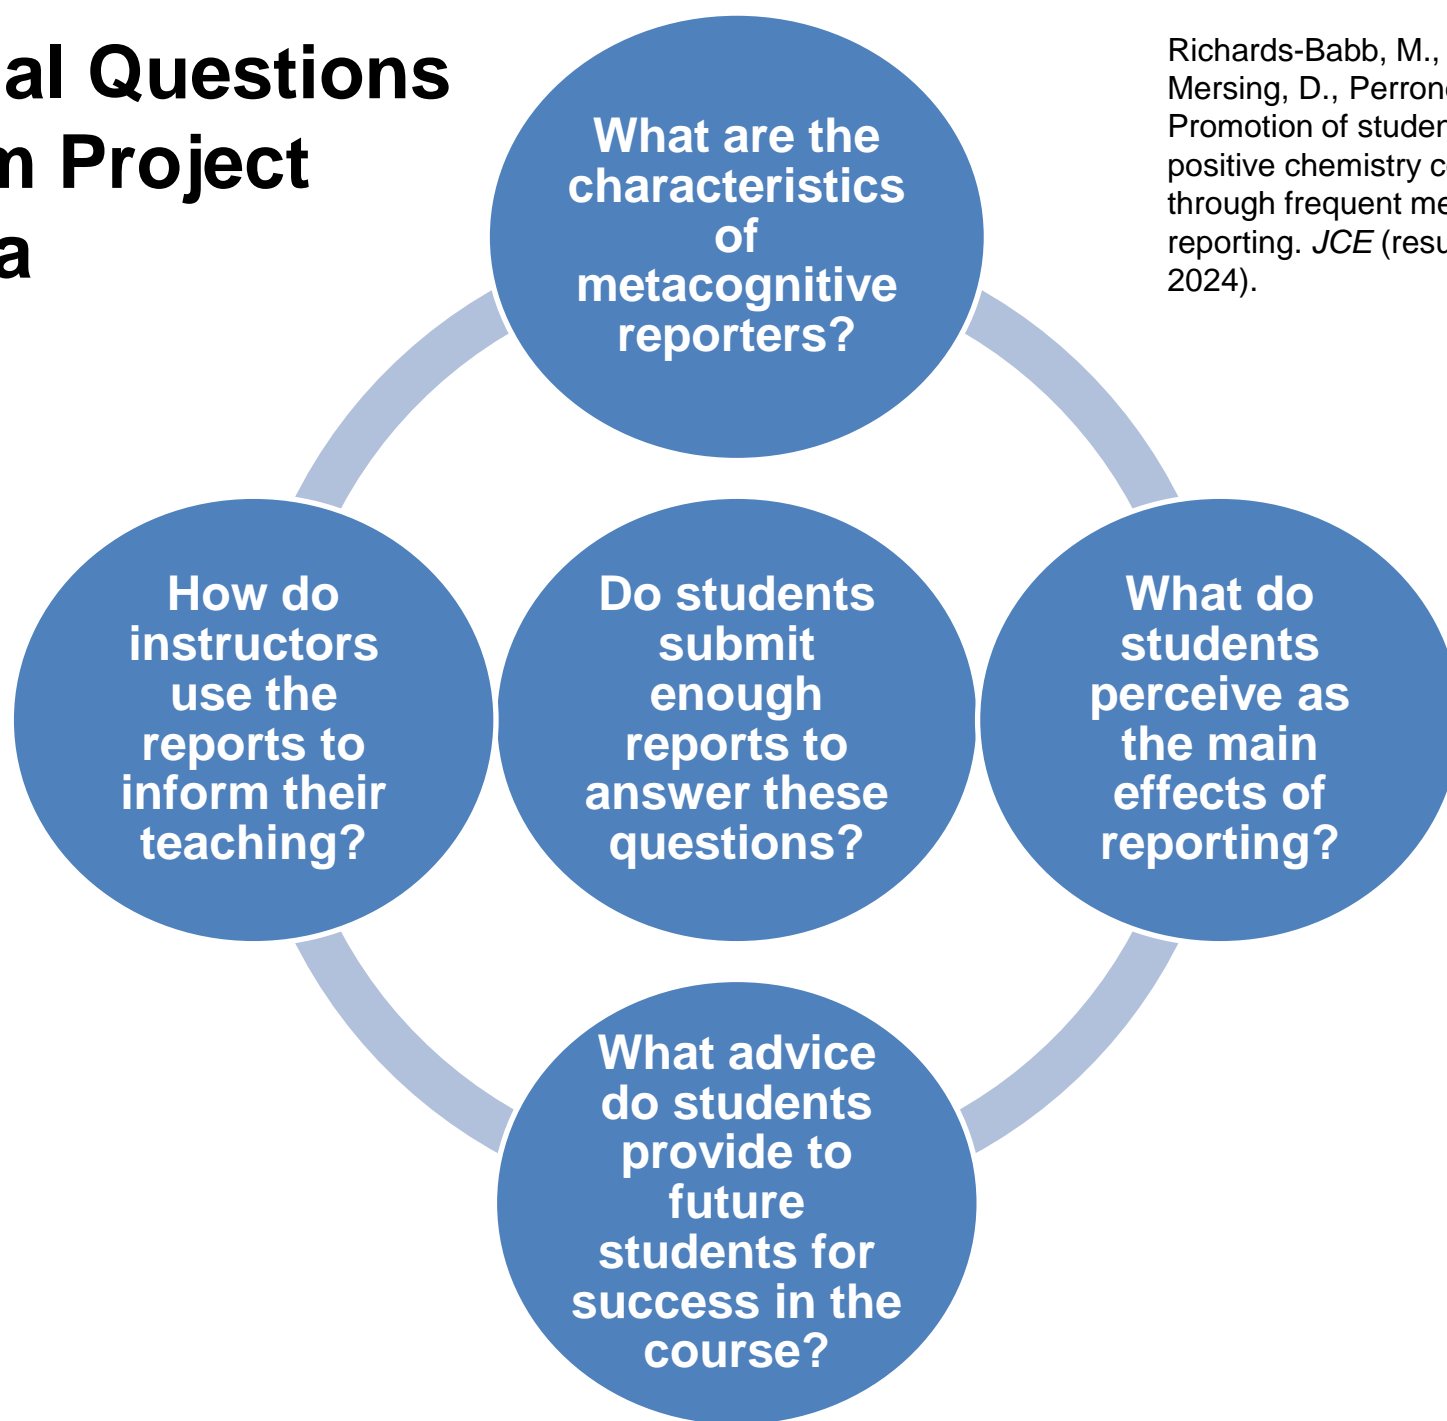 al Questions
m Project
a
Richards-Babb, M.,
Mersing, D., Perrone
Promotion of studen
positive chemistry co
through frequent me
reporting. JCE (resu
2024).
What are the
characteristics
of
metacognitive
reporters?
How do
instructors
use the
reports to
inform their
teaching?
Do students
submit
enough
reports to
answer these
questions?
What do
students
perceive as
the main
effects of
reporting?
What advice
do students
provide to
future
students for
success in the
course?